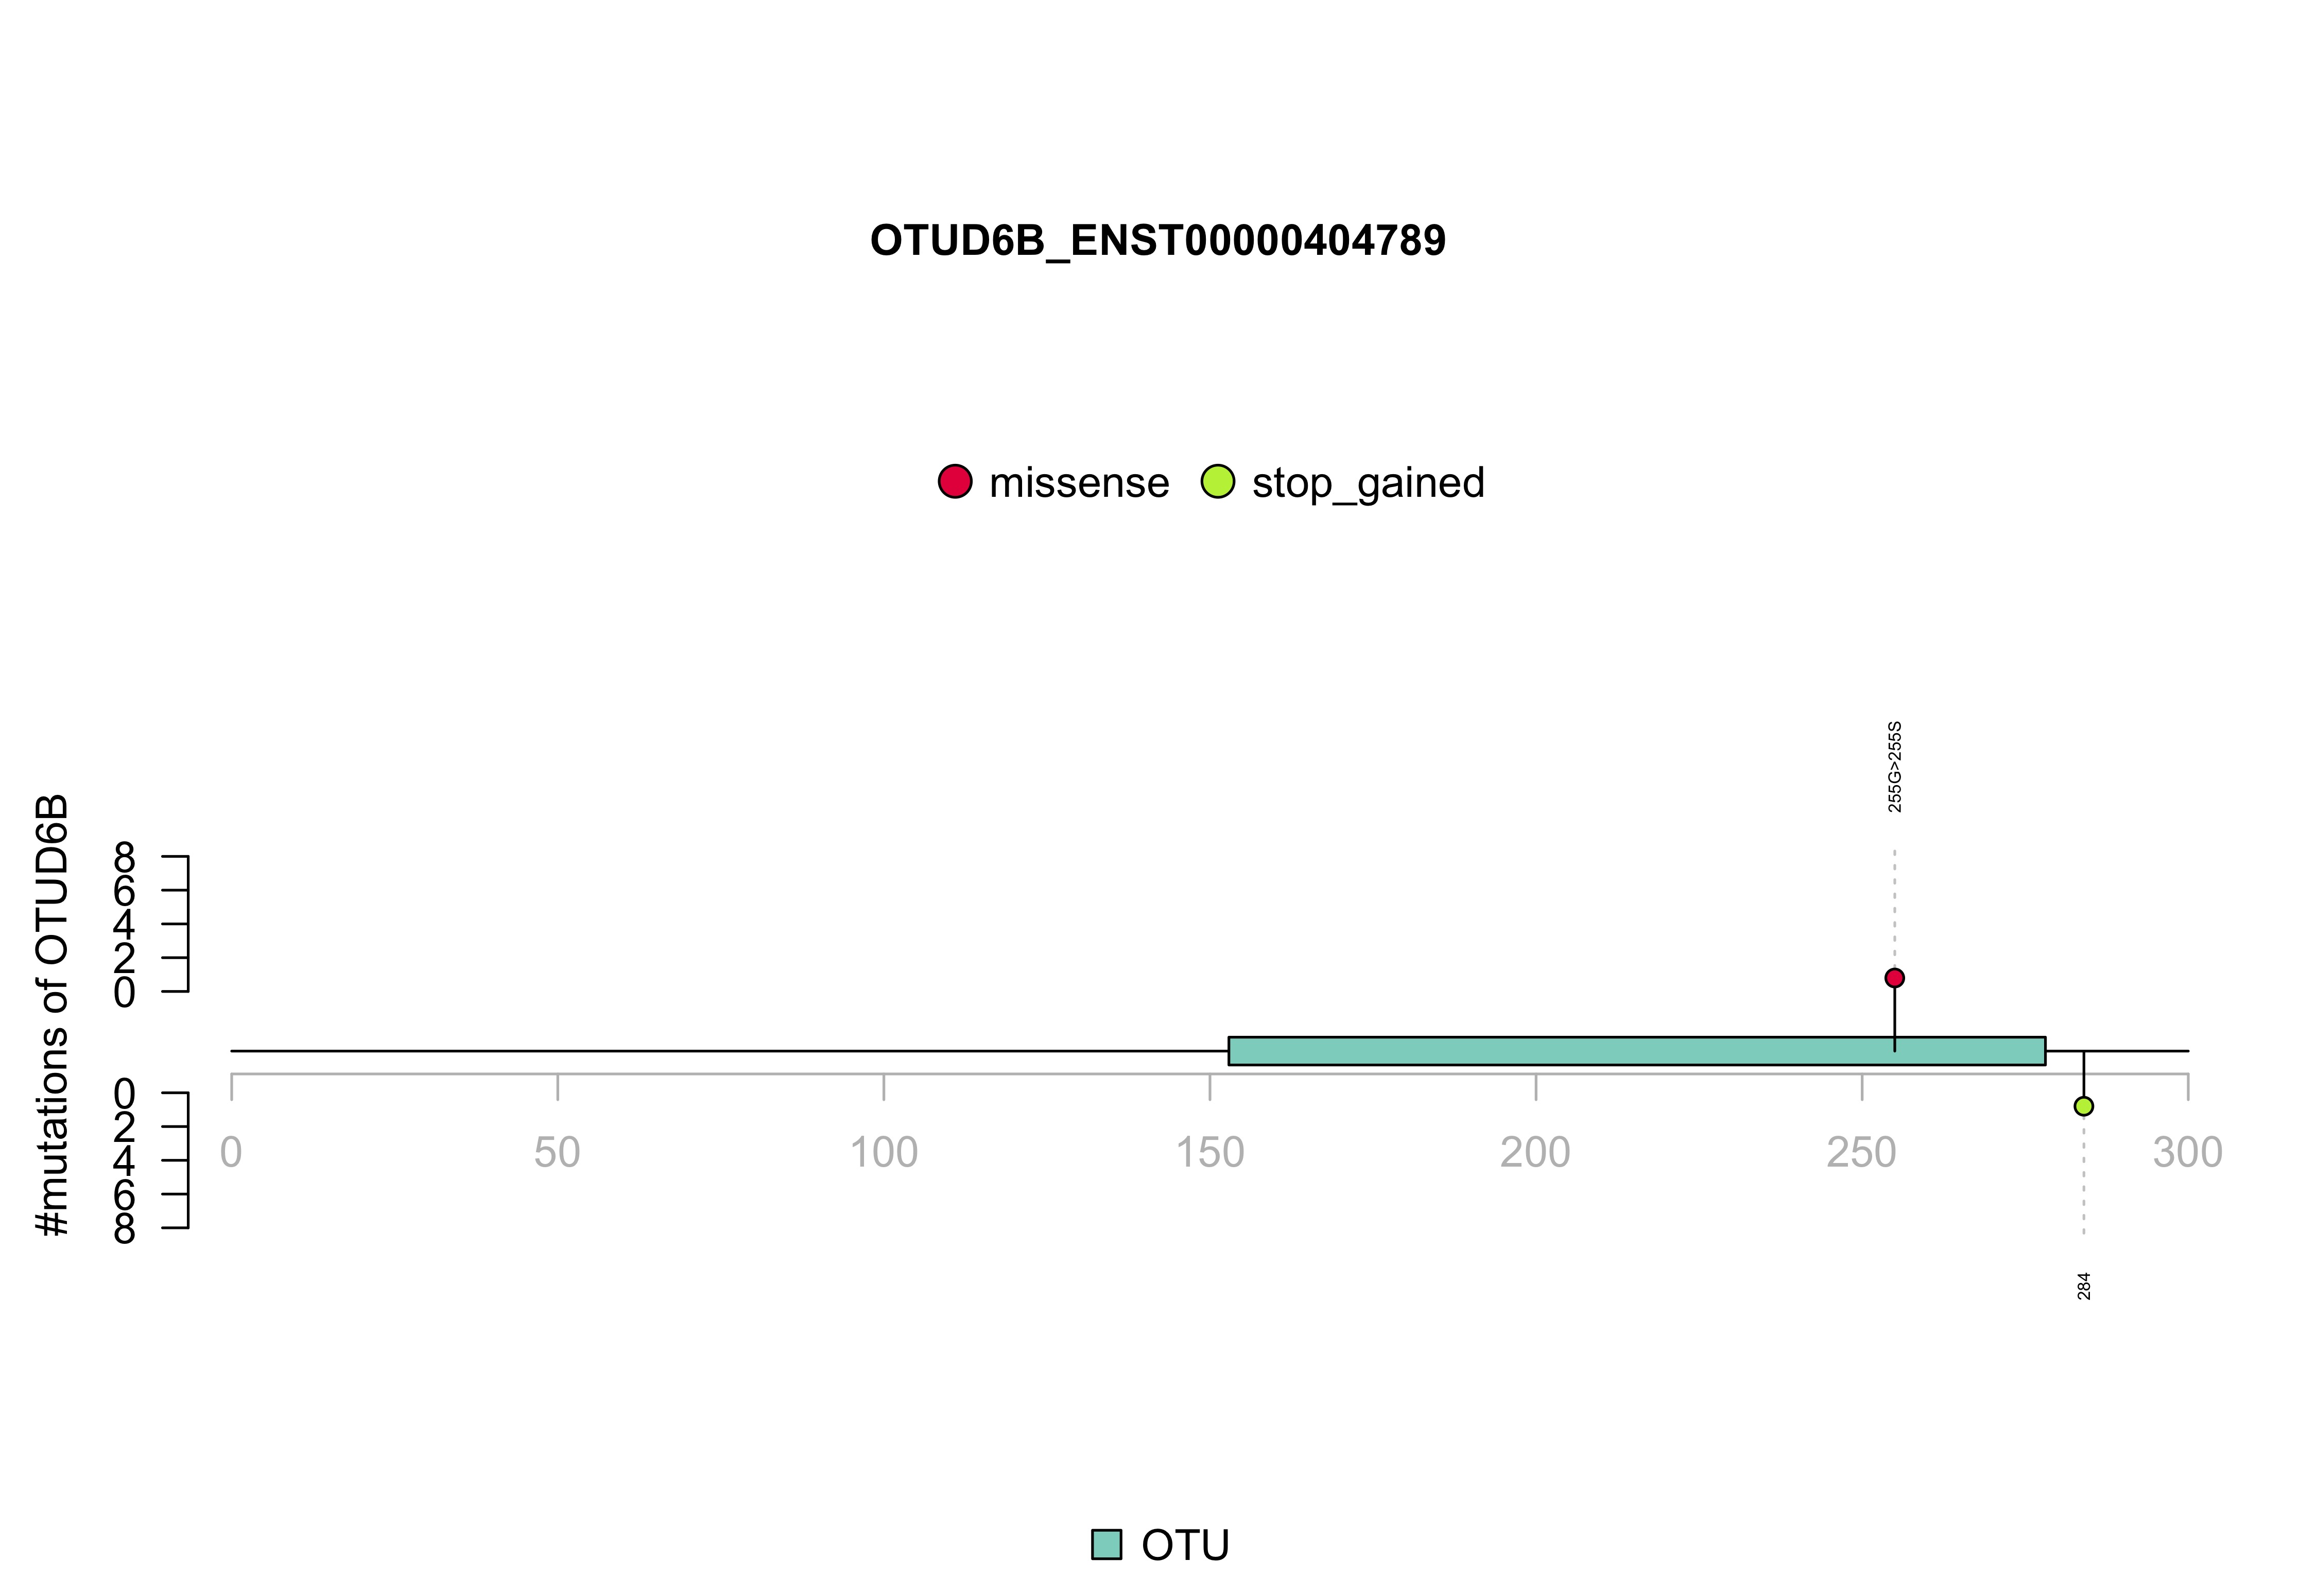 OTUD6B_ENST00000404789
missense
stop_gained
255G>255S
#mutations of OTUD6B
8
6
4
2
0
0
2
4
6
8
0 50 100 150 200 250 300
284
OTU